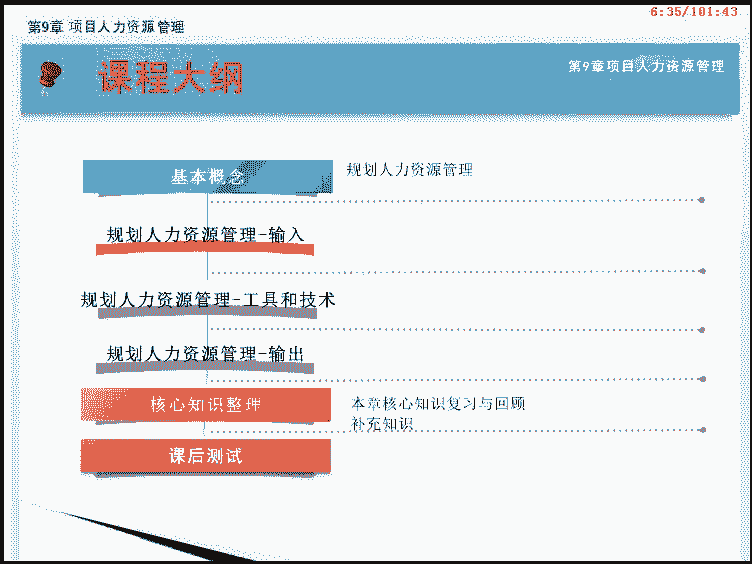 6:35/101:43
第9章 项目人力资源管理
课程大纲
第9章项目人力资源管理
基本概念
规划人力资源管理
规划人力资源管理-输入
规划人力资源管理-工具和技术
规划人力资源管理-输出
核心知识整理
本章核心知识复习与回顾
补充知识
课后测试